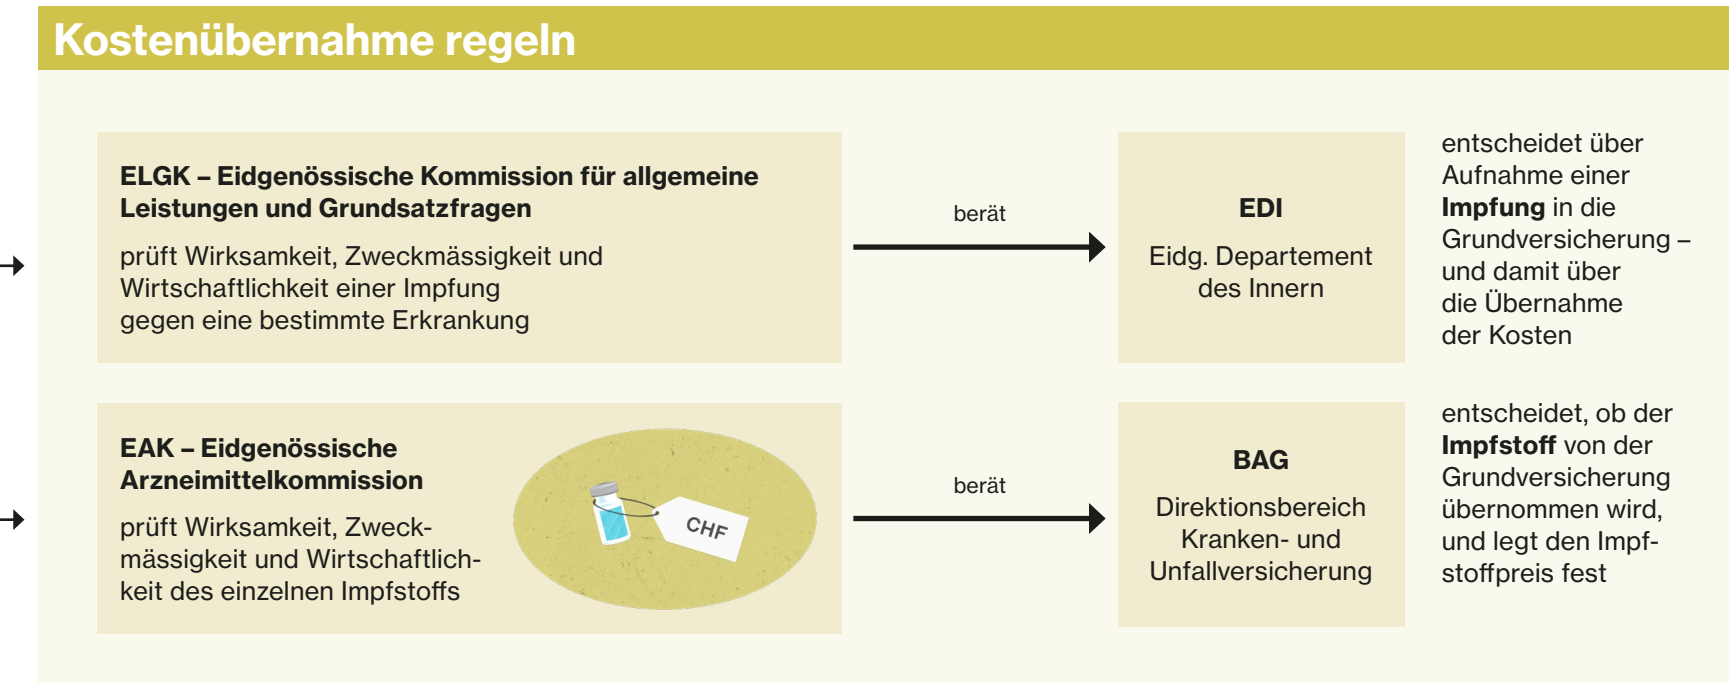 Kostenübernahme regeln
ELGK – Eidgenössische Kommission für allgemeine
Leistungen und Grundsatzfragen
prüft Wirksamkeit, Zweckmässigkeit und
Wirtschaftlichkeit einer Impfung
gegen eine bestimmte Erkrankung
berät
EDI
Eidg. Departement
des Innern
entscheidet über
Aufnahme einer
Impfung in die
Grundversicherung –
und damit über
die Übernahme
der Kosten
EAK – Eidgenössische
Arzneimittelkommission
prüft Wirksamkeit, Zweck-
mässigkeit und Wirtschaftlich-
keit des einzelnen Impfstoffs
CHF
berät
BAG
Direktionsbereich
Kranken- und
Unfallversicherung
entscheidet, ob der
Impfstoff von der
Grundversicherung
übernommen wird,
und legt den Impf-
stoffpreis fest